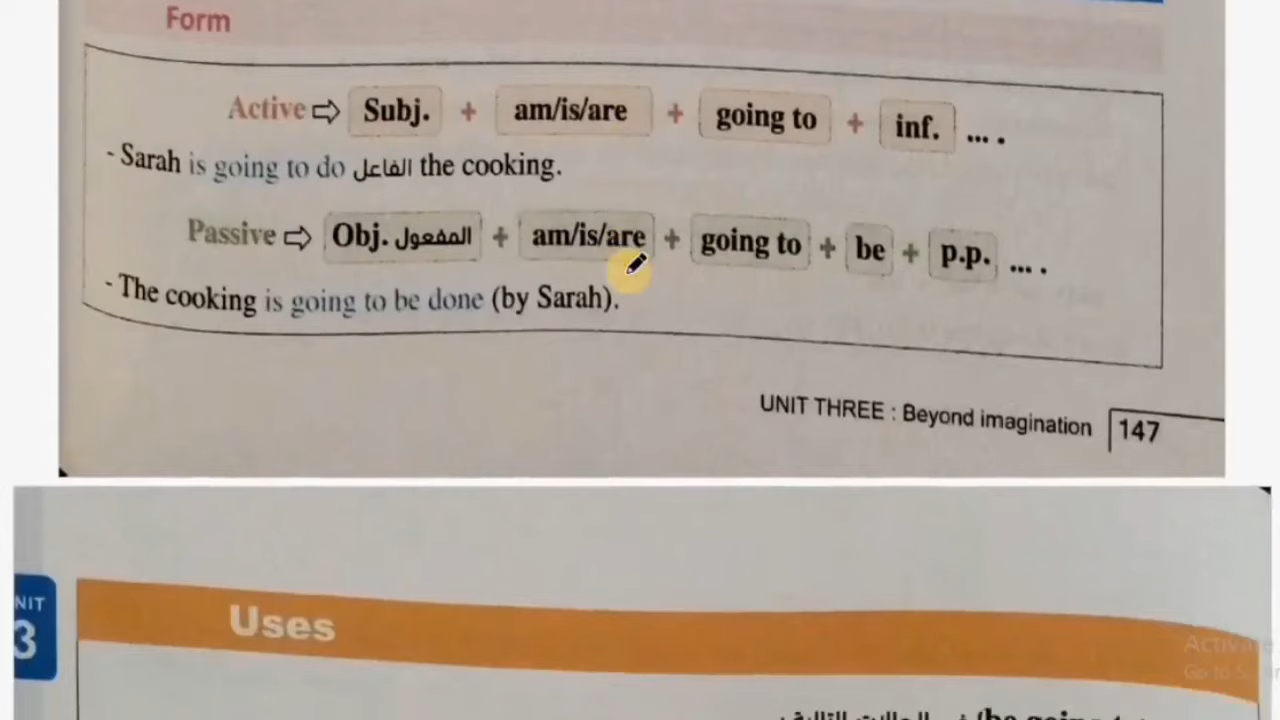 Form
Active ⇨ Subj. + am/is/are + going to + inf. ... .
- Sarah is going to do الفاعل the cooking.
Passive ⇨ Obj. المفعول + am/is/are + going to + be + p.p. ... .
- The cooking is going to be done (by Sarah).
UNIT THREE : Beyond imagination 147
NIT
3
Uses